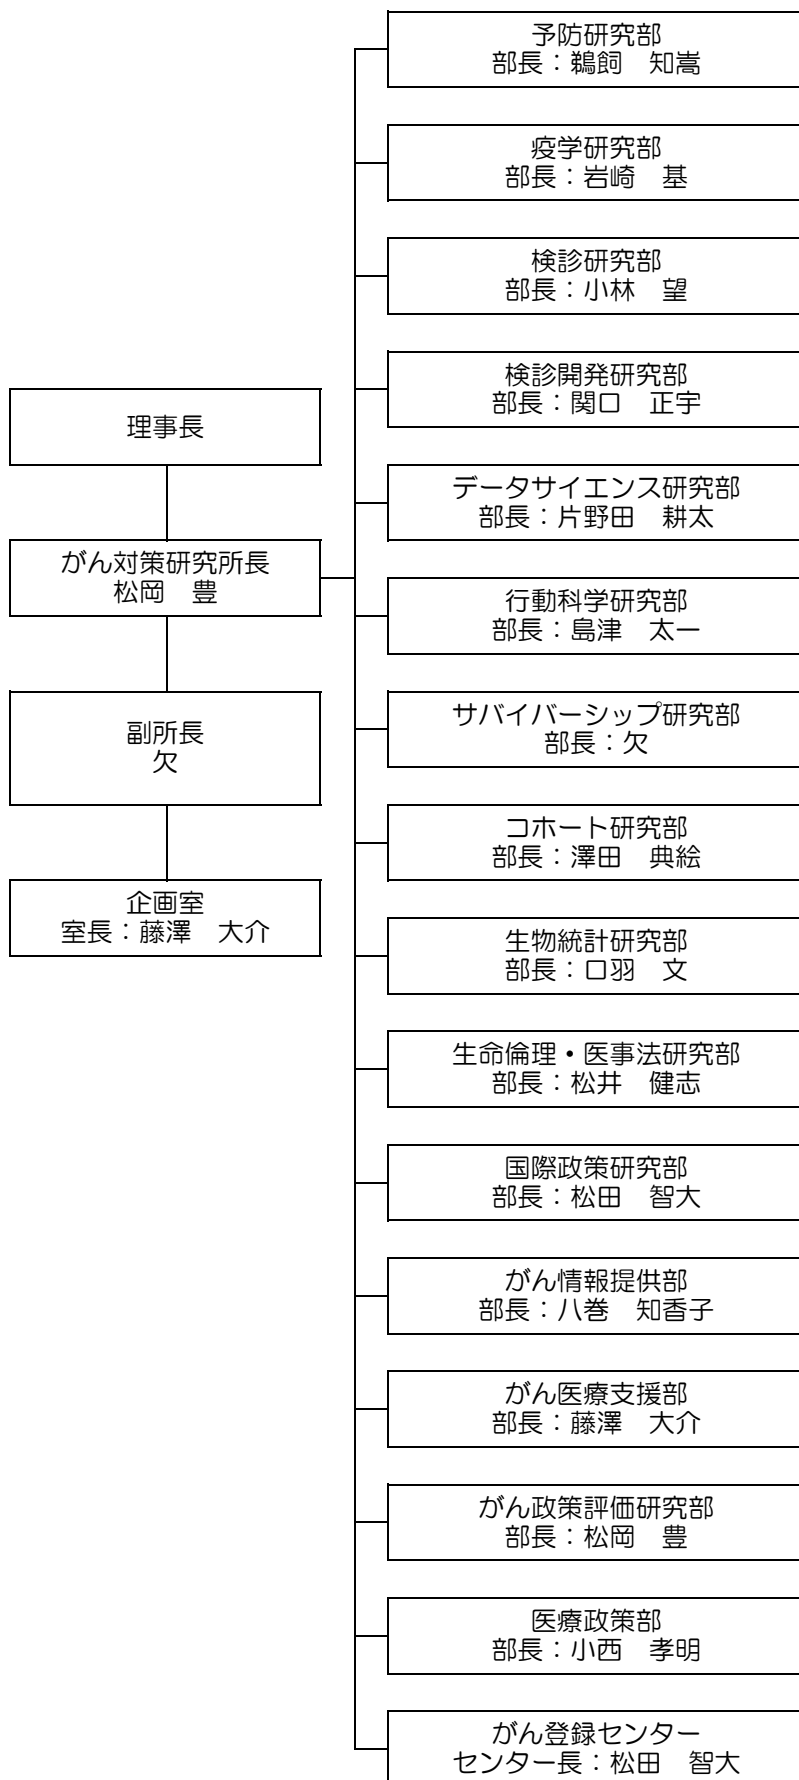 理事長
がん対策研究所長
松岡　豊
副所長
欠
企画室
室長：藤澤　大介
予防研究部
部長：鵜飼　知嵩
疫学研究部
部長：岩崎　基
検診研究部
部長：小林　望
検診開発研究部
部長：関口　正宇
データサイエンス研究部
部長：片野田　耕太
行動科学研究部
部長：島津　太一
サバイバーシップ研究部
部長：欠
コホート研究部
部長：澤田　典絵
生物統計研究部
部長：口羽　文
生命倫理・医事法研究部
部長：松井　健志
国際政策研究部
部長：松田　智大
がん情報提供部
部長：八巻　知香子
がん医療支援部
部長：藤澤　大介
がん政策評価研究部
部長：松岡　豊
医療政策部
部長：小西　孝明
がん登録センター
センター長：松田　智大